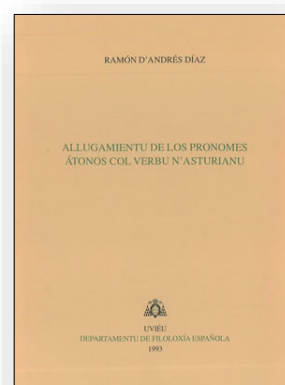 RAMÓN D'ANDRÉS DÍAZ
ALLUGAMIENTU DE LOS PRONOMES
ÁTONOS COL VERBU N'ASTURIANU
UVIÉU
DEPARTAMENTU DE FILOLOXÍA ESPAÑOLA
1993